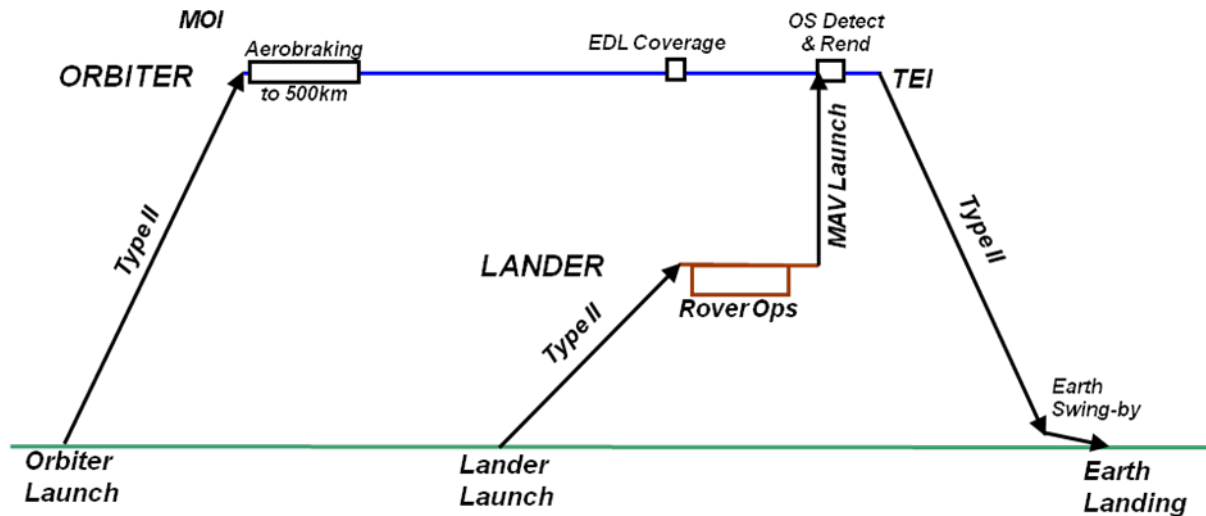 MOI
ORBITER
Aerobraking
to 500km
EDL Coverage
OS Detect
& Rend
TEI
Type II
MAV Launch
Type II
LANDER
Type II
Rover Ops
Earth
Swing-by
Orbiter
Launch
Lander
Launch
Earth
Landing